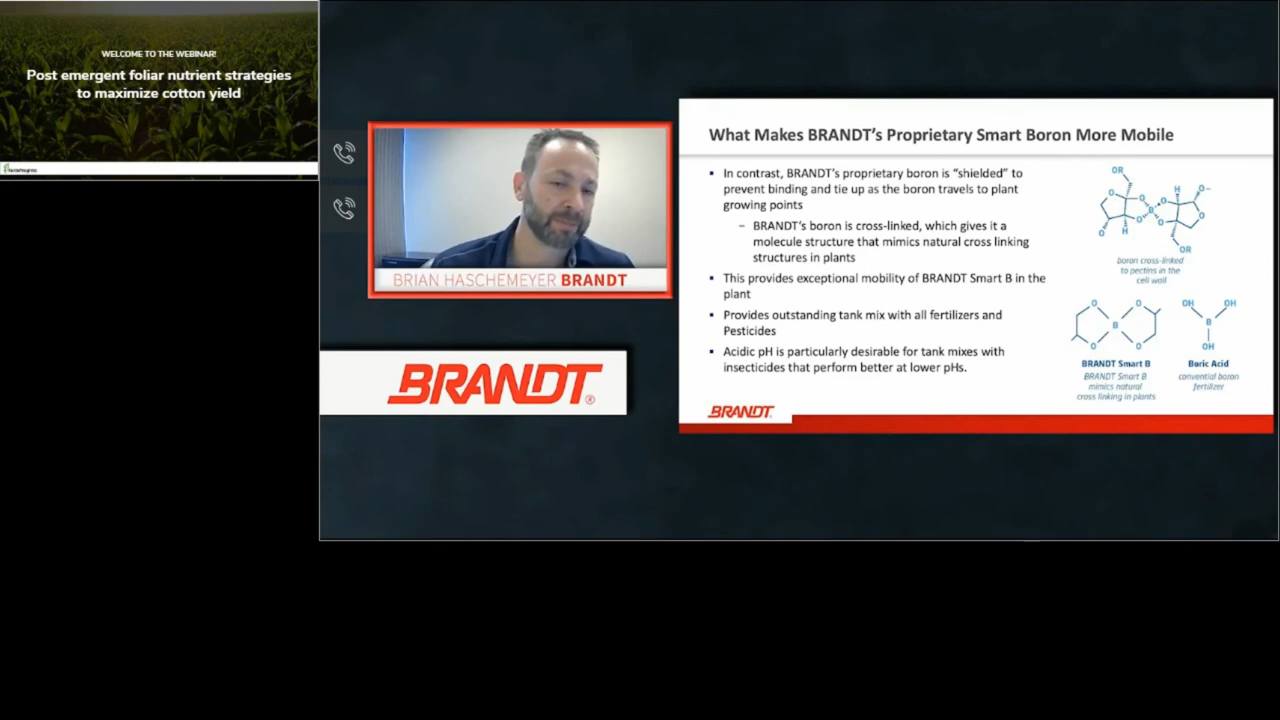 WELCOME TO THE WEBINAR!
Post emergent foliar nutrient strategies
to maximize cotton yield
BRIAN HASCHEMEYER BRANDT
BRANDT®
What Makes BRANDT's Proprietary Smart Boron More Mobile
▪ In contrast, BRANDT's proprietary boron is “shielded” to
prevent binding and tie up as the boron travels to plant
growing points
– BRANDT's boron is cross-linked, which gives it a
molecule structure that mimics natural cross linking
structures in plants
▪ This provides exceptional mobility of BRANDT Smart B in the
plant
▪ Provides outstanding tank mix with all fertilizers and
Pesticides
▪ Acidic pH is particularly desirable for tank mixes with
insecticides that perform better at lower pHs.
OR
O
O
H
O-
O
B
O
O
O
O
H
OR
boron cross-linked
to pectins in the
cell wall
O
O
B
O
O
OH
OH
B
OH
BRANDT Smart B
BRANDT Smart B
mimics natural
cross linking in plants
Boric Acid
convential boron
fertilizer
BRANDT